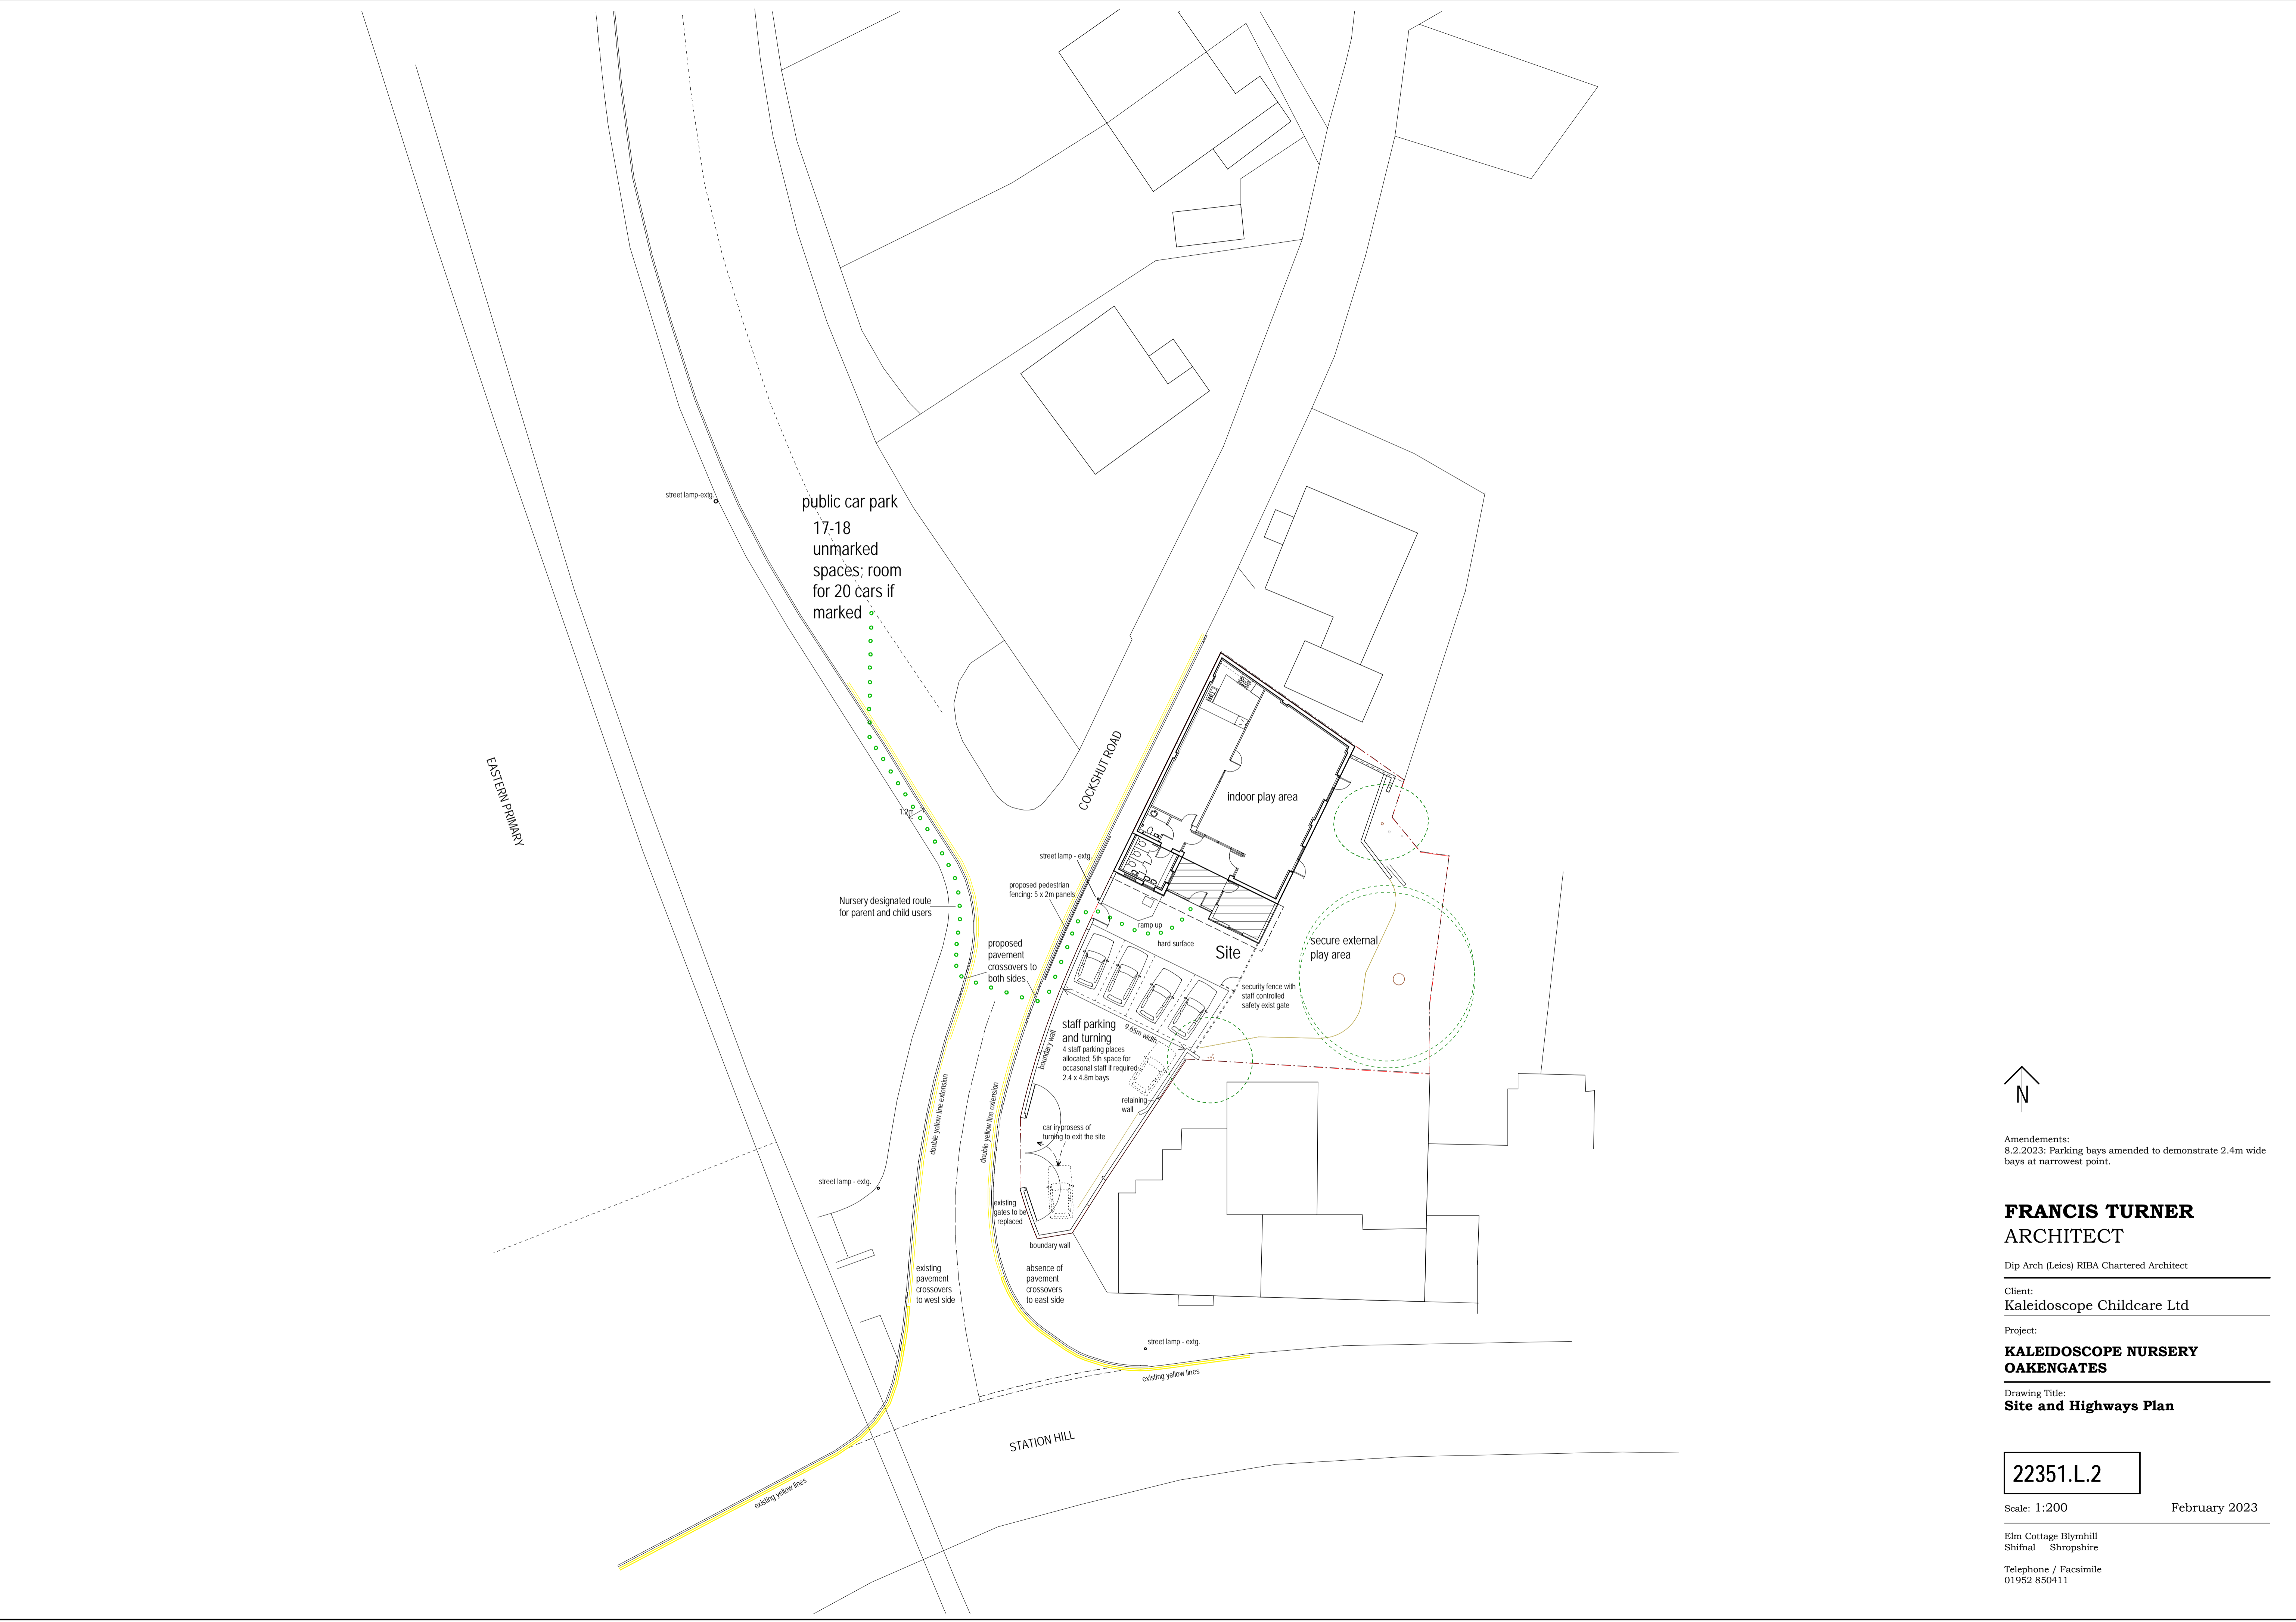 street lamp-extg.
public car park
17-18
unmarked
spaces; room
for 20 cars if
marked
EASTERN PRIMARY
COCKSHUT ROAD
indoor play area
1.2m
street lamp - extg.
proposed pedestrian
fencing: 5 x 2m panels
Nursery designated route
for parent and child users
ramp up
hard surface
Site
secure external
play area
proposed
pavement
crossovers to
both sides
security fence with
staff controlled
safety exist gate
staff parking
and turning
4 staff parking places
allocated: 5th space for
occasonal staff if required
2.4 x 4.8m bays
9.65m width
boundary wall
retaining
wall
double yellow line extension
double yellow line extension
car in prosess of
turning to exit the site
street lamp - extg.
existing
gates to be
replaced
boundary wall
existing
pavement
crossovers
to west side
absence of
pavement
crossovers
to east side
street lamp - extg.
existing yellow lines
STATION HILL
existing yellow lines
N
Amendements:
8.2.2023: Parking bays amended to demonstrate 2.4m wide
bays at narrowest point.
FRANCIS TURNER
ARCHITECT
Dip Arch (Leics) RIBA Chartered Architect
Client:
Kaleidoscope Childcare Ltd
Project:
KALEIDOSCOPE NURSERY
OAKENGATES
Drawing Title:
Site and Highways Plan
22351.L.2
Scale: 1:200 February 2023
Elm Cottage Blymhill
Shifnal Shropshire
Telephone / Facsimile
01952 850411